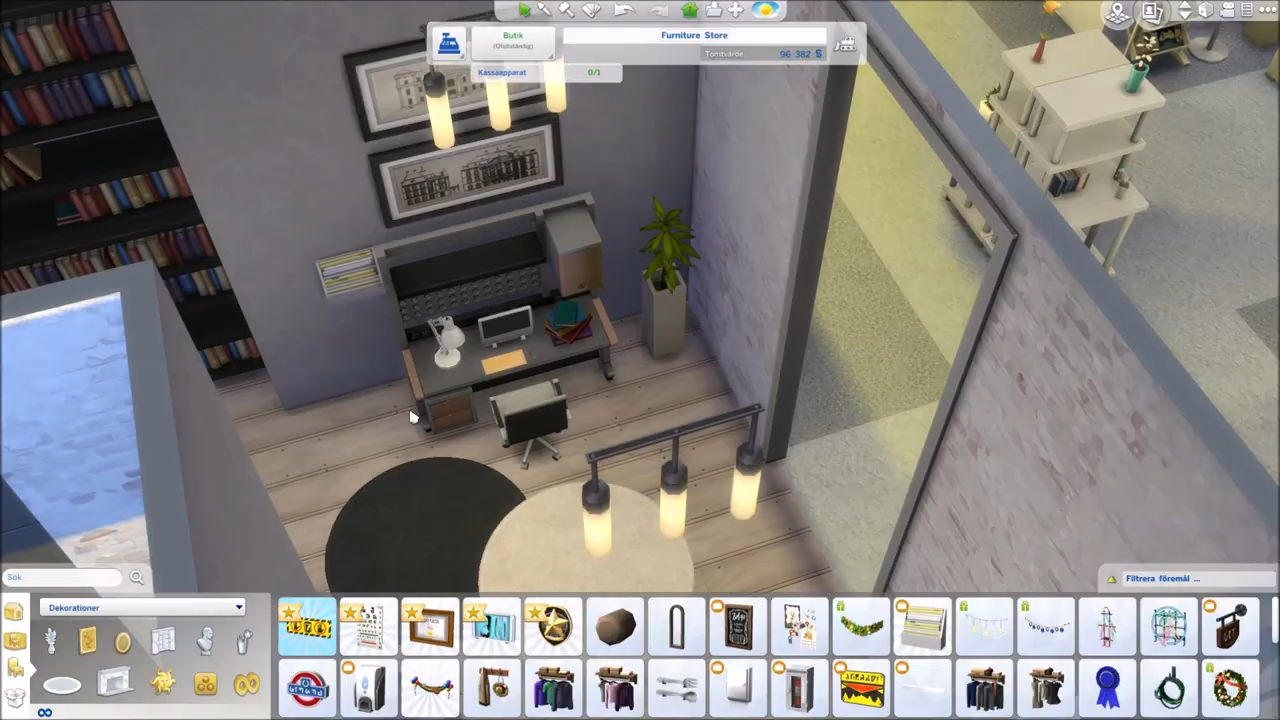 Butik
(Ofullständig)
Furniture Store
Tomtvärde
96 382 $
Kassaapparat
0/1
Sök
Filtrera föremål ...
Dekorationer